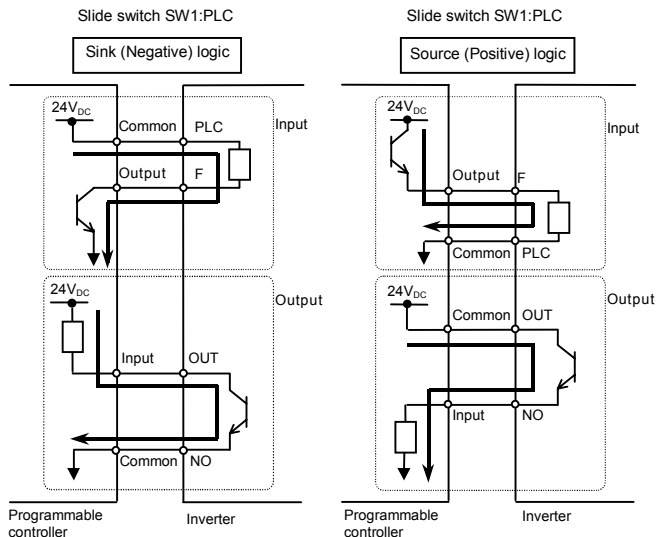 Slide switch SW1:PLC
Sink (Negative) logic
24VDC
Common
PLC
Input
Output
F
24VDC
Output
Input
OUT
Common
NO
Programmable
controller
Inverter
Slide switch SW1:PLC
Source (Positive) logic
24VDC
Input
Output
F
Common
PLC
24VDC
Output
Common
OUT
Input
NO
Programmable
controller
Inverter